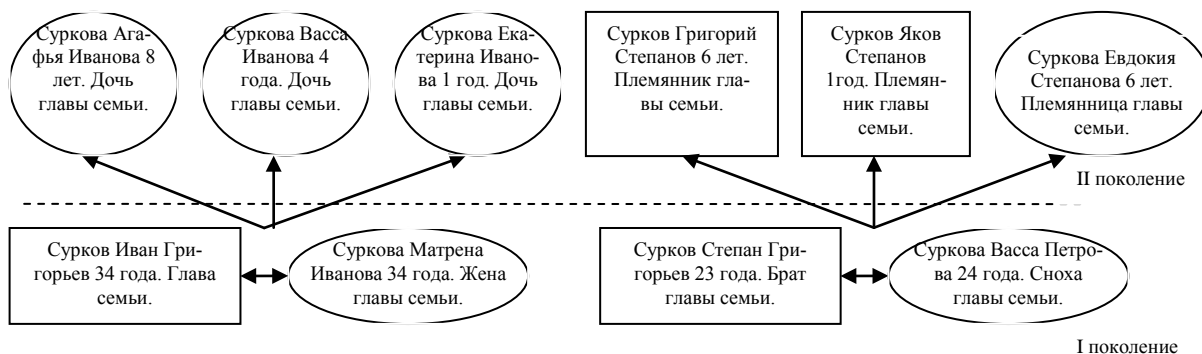 Суркова Ага-
фья Иванова 8
лет. Дочь
главы семьи.
Суркова Васса
Иванова 4
года. Дочь
главы семьи.
Суркова Ека-
терина Ивано-
ва 1 год. Дочь
главы семьи.
Сурков Григорий
Степанов 6 лет.
Племянник гла-
вы семьи.
Сурков Яков
Степанов
1год. Племян-
ник главы
семьи.
Суркова Евдокия
Степанова 6 лет.
Племянница главы
семьи.
II поколение
Сурков Иван Гри-
горьев 34 года. Глава
семьи.
Суркова Матрена
Иванова 34 года. Жена
главы семьи.
Сурков Степан Гри-
горьев 23 года. Брат
главы семьи.
Суркова Васса Петро-
ва 24 года. Сноха
главы семьи.
I поколение